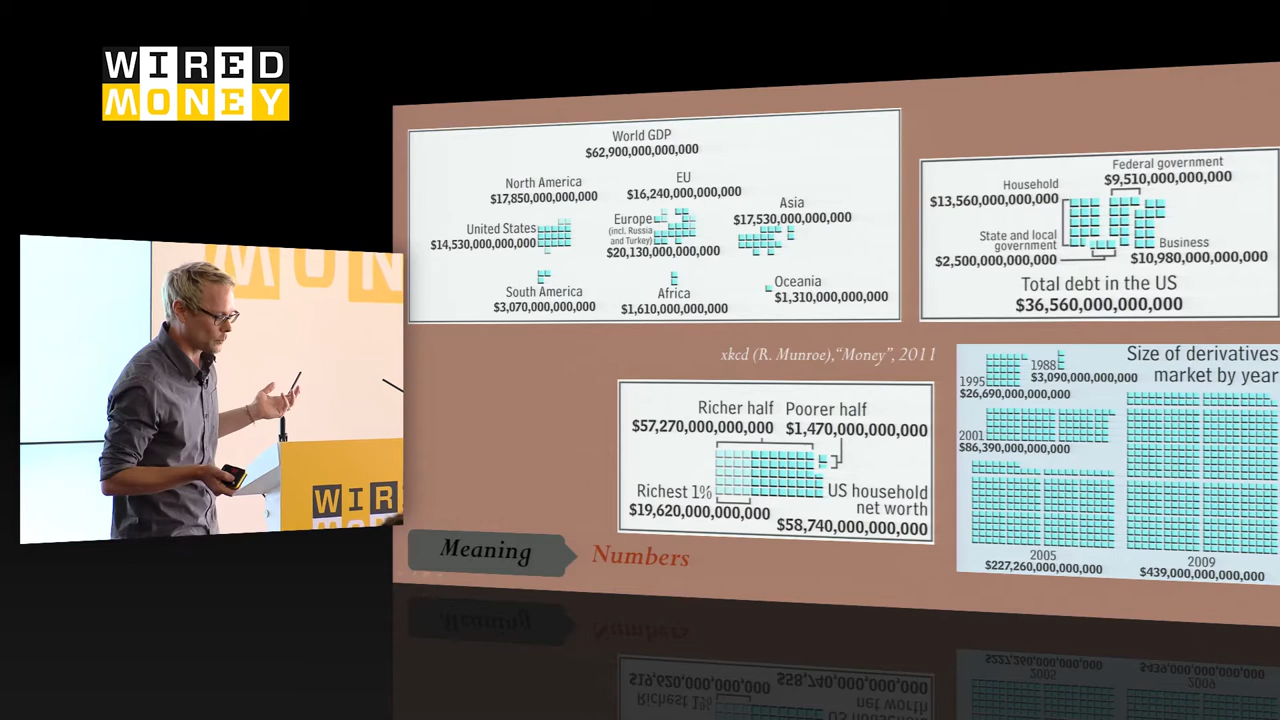 WIRED
MONEY
MON
WIR
World GDP
$62,900,000,000,000
North America
$17,850,000,000,000
EU
$16,240,000,000,000
Asia
$17,530,000,000,000
United States
$14,530,000,000,000
Europe
(incl. Russia
and Turkey)
$20,130,000,000,000
South America
$3,070,000,000,000
Africa
$1,610,000,000,000
Oceania
$1,310,000,000,000
Federal government
$9,510,000,000,000
Household
$13,560,000,000,000
State and local
government
$2,500,000,000,000
Business
$10,980,000,000,000
Total debt in the US
$36,560,000,000,000
xkcd (R. Munroe),“Money”, 2011
Richer half
$57,270,000,000,000
Poorer half
$1,470,000,000,000
Richest 1%
$19,620,000,000,000
US household
net worth
$58,740,000,000,000
Size of derivatives
market by year
1988
$3,090,000,000,000
1995
$26,690,000,000,000
2001
$86,390,000,000,000
2005
$227,260,000,000,000
2009
$439,000,000,000,000
Meaning
Numbers